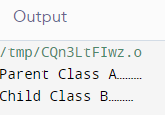 Output
/tmp/CQn3LtFIwz.o
Parent Class A………
Child Class B………